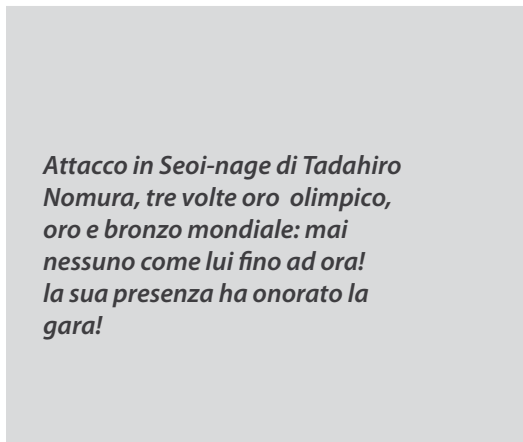 Attacco in Seoi-nage di Tadahiro
Nomura, tre volte oro  olimpico,
oro e bronzo mondiale: mai
nessuno come lui fino ad ora!
la sua presenza ha onorato la
gara!